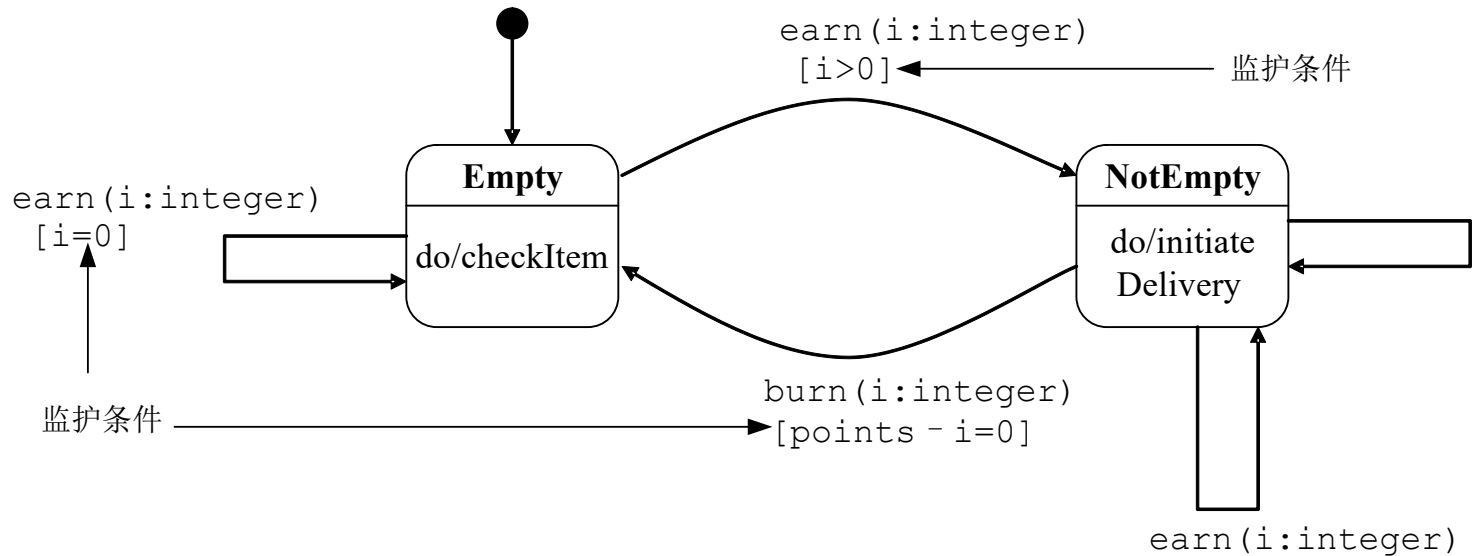 earn(i:integer)
[i>0]
监护条件
Empty
do/checkItem
NotEmpty
do/initiate
Delivery
earn(i:integer)
[i=0]
监护条件
burn(i:integer)
[points - i=0]
earn(i:integer)